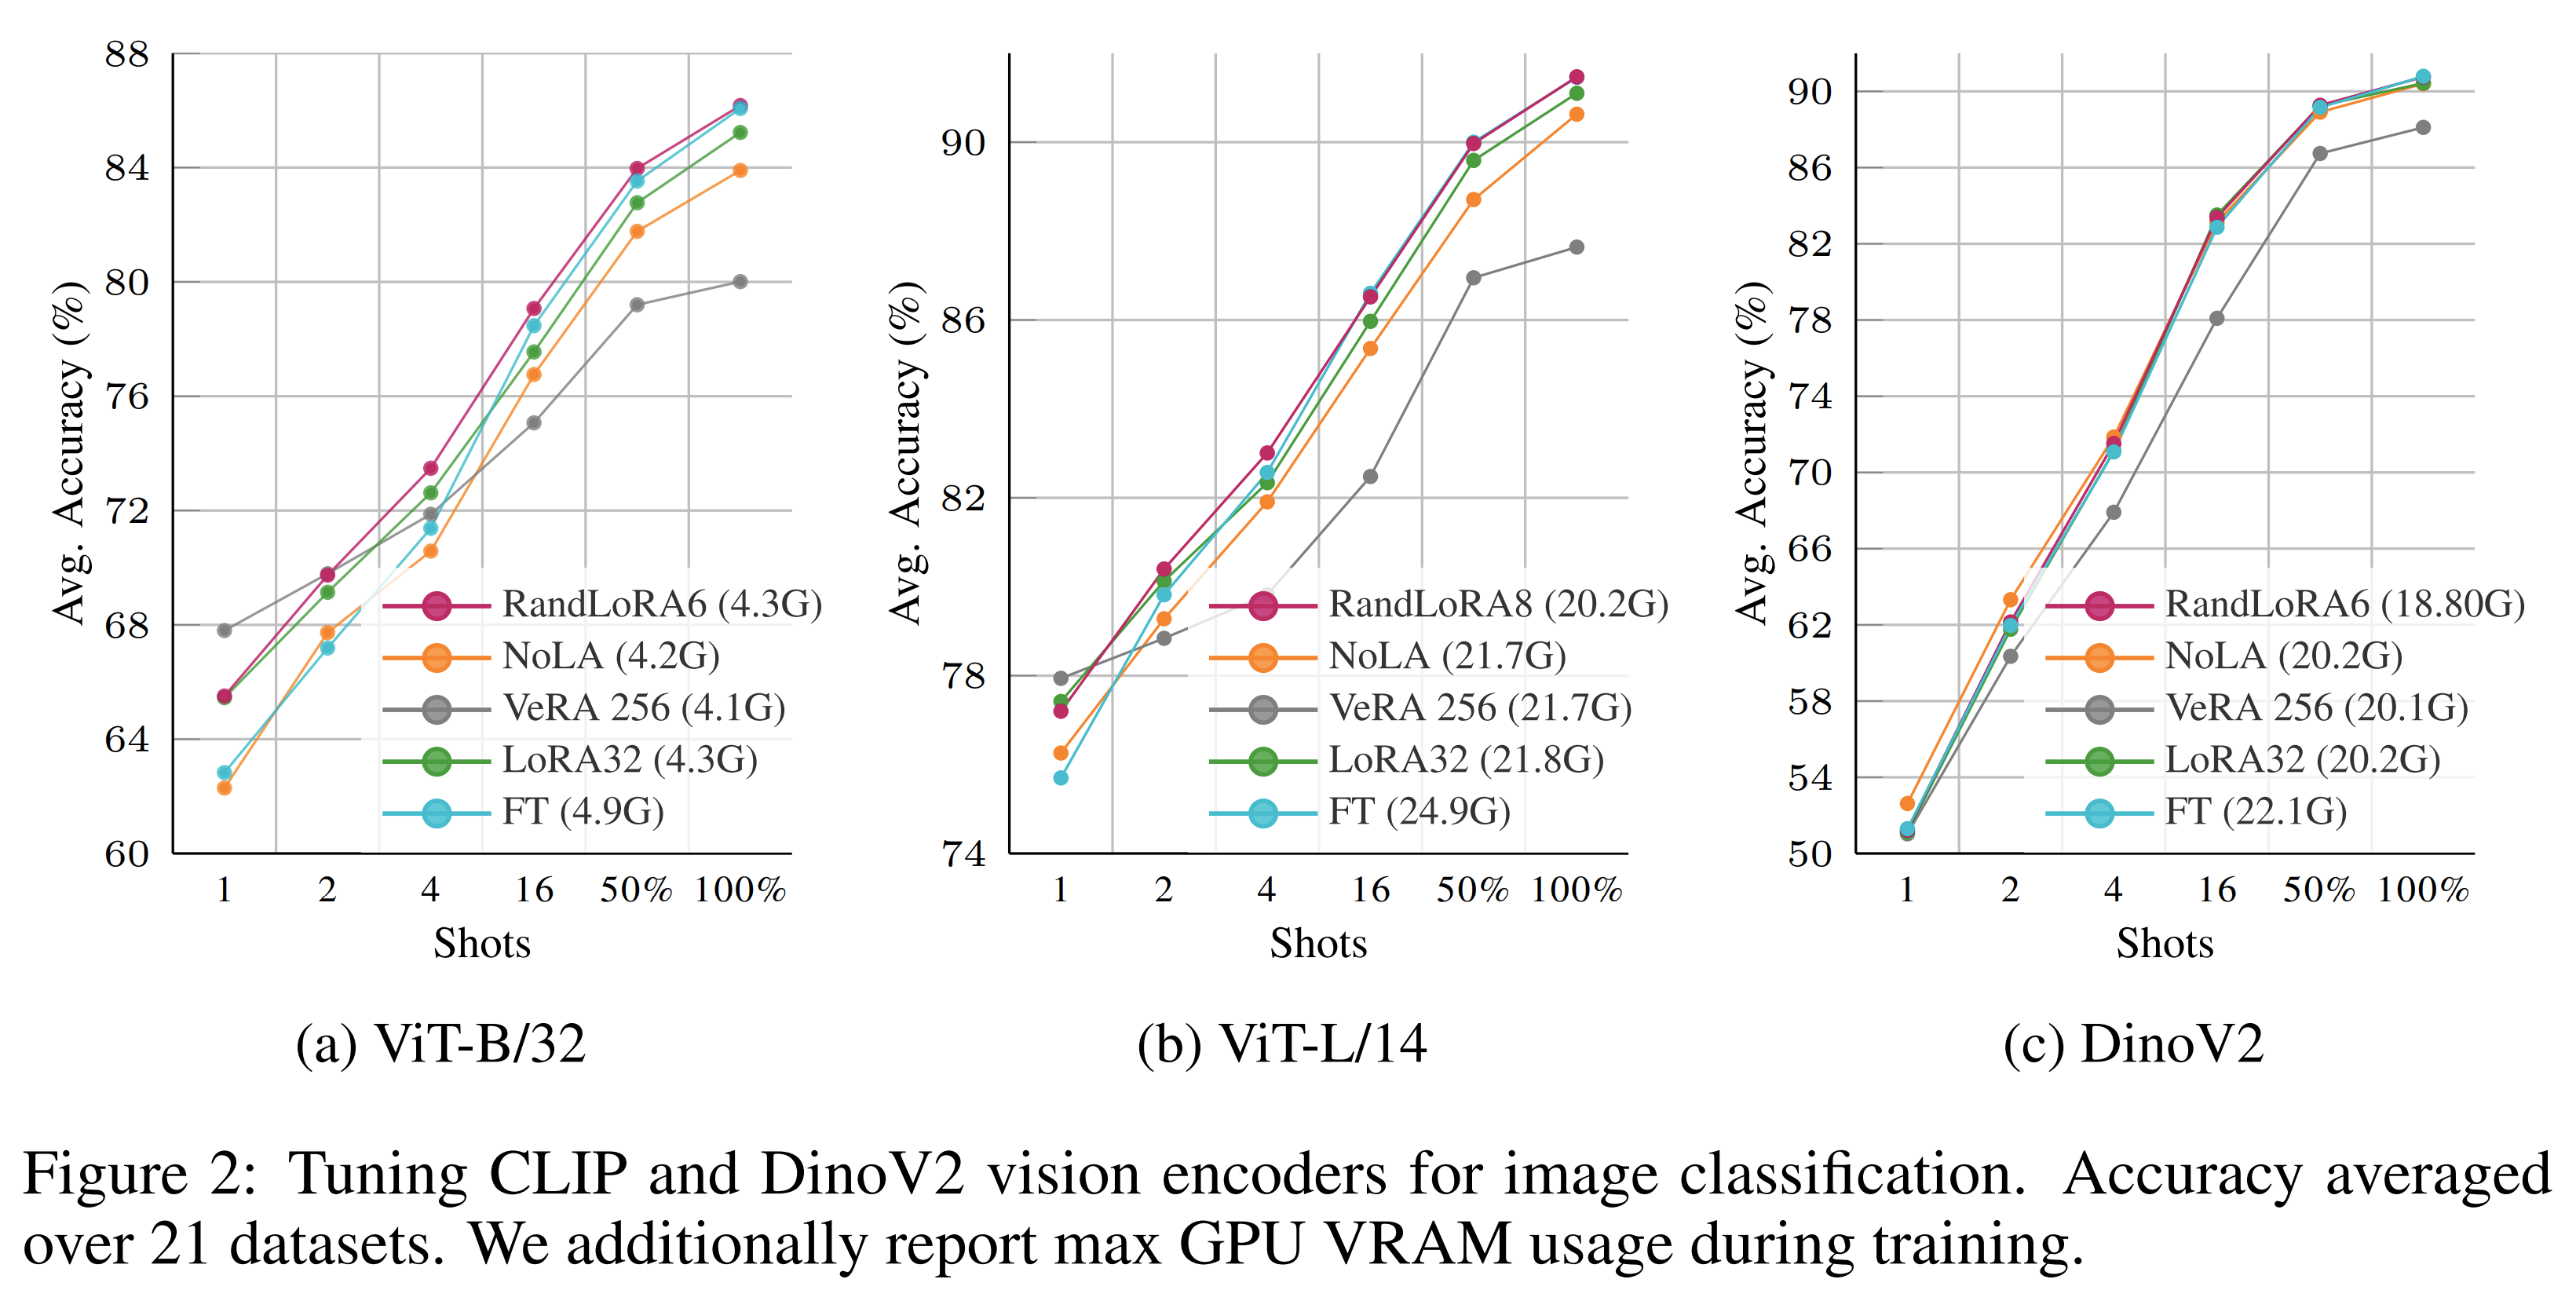 88
84
80
76
72
68
64
60
Avg. Accuracy (%)
RandLoRA6 (4.3G)
NoLA (4.2G)
VeRA 256 (4.1G)
LoRA32 (4.3G)
FT (4.9G)
1 2 4 16 50% 100%
Shots
(a) ViT-B/32
90
86
82
78
74
Avg. Accuracy (%)
RandLoRA8 (20.2G)
NoLA (21.7G)
VeRA 256 (21.7G)
LoRA32 (21.8G)
FT (24.9G)
1 2 4 16 50% 100%
Shots
(b) ViT-L/14
90
86
82
78
74
70
66
62
58
54
50
Avg. Accuracy (%)
RandLoRA6 (18.80G)
NoLA (20.2G)
VeRA 256 (20.1G)
LoRA32 (20.2G)
FT (22.1G)
1 2 4 16 50% 100%
Shots
(c) DinoV2
Figure 2: Tuning CLIP and DinoV2 vision encoders for image classification. Accuracy averaged
over 21 datasets. We additionally report max GPU VRAM usage during training.